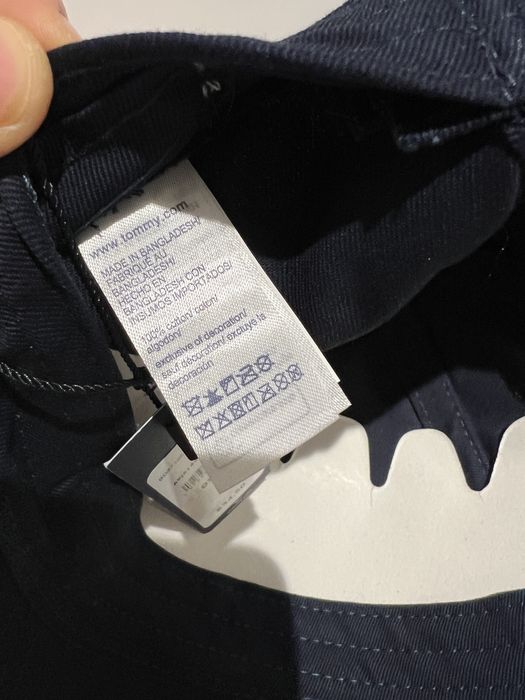 www.tommy.com
MADE IN BANGLADESH/
FABRIQUE AU
BANGLADESH/
HECHO EN
BANGLADESH CON
INSUMOS IMPORTADOS/
100% cotton/ coton/
algodon/
exclusive of decoration/
sauf décoration/ excluye la
decoración